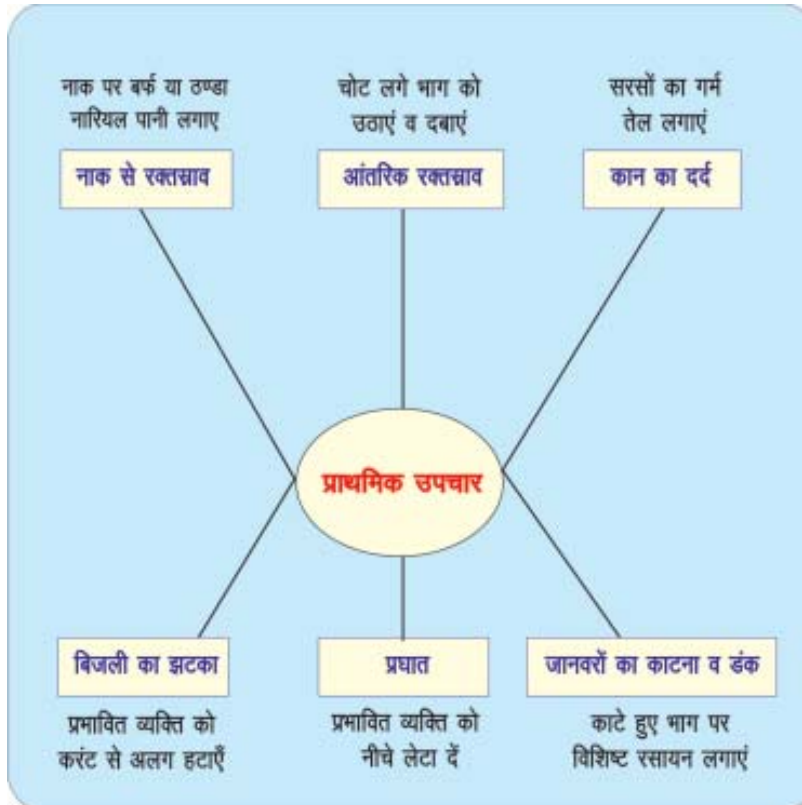 नाक पर बर्फ या ठण्डा
नारियल पानी लगाए
नाक से रक्तस्राव
चोट लगे भाग को
उठाएं व दबाएं
आंतरिक रक्तस्राव
सरसों का गर्म
तेल लगाएं
कान का दर्द
प्राथमिक उपचार
बिजली का झटका
प्रभावित व्यक्ति को
करंट से अलग हटाएँ
प्रघात
प्रभावित व्यक्ति को
नीचे लेटा दें
जानवरों का काटना व डंक
काटे हुए भाग पर
विशिष्ट रसायन लगाएं